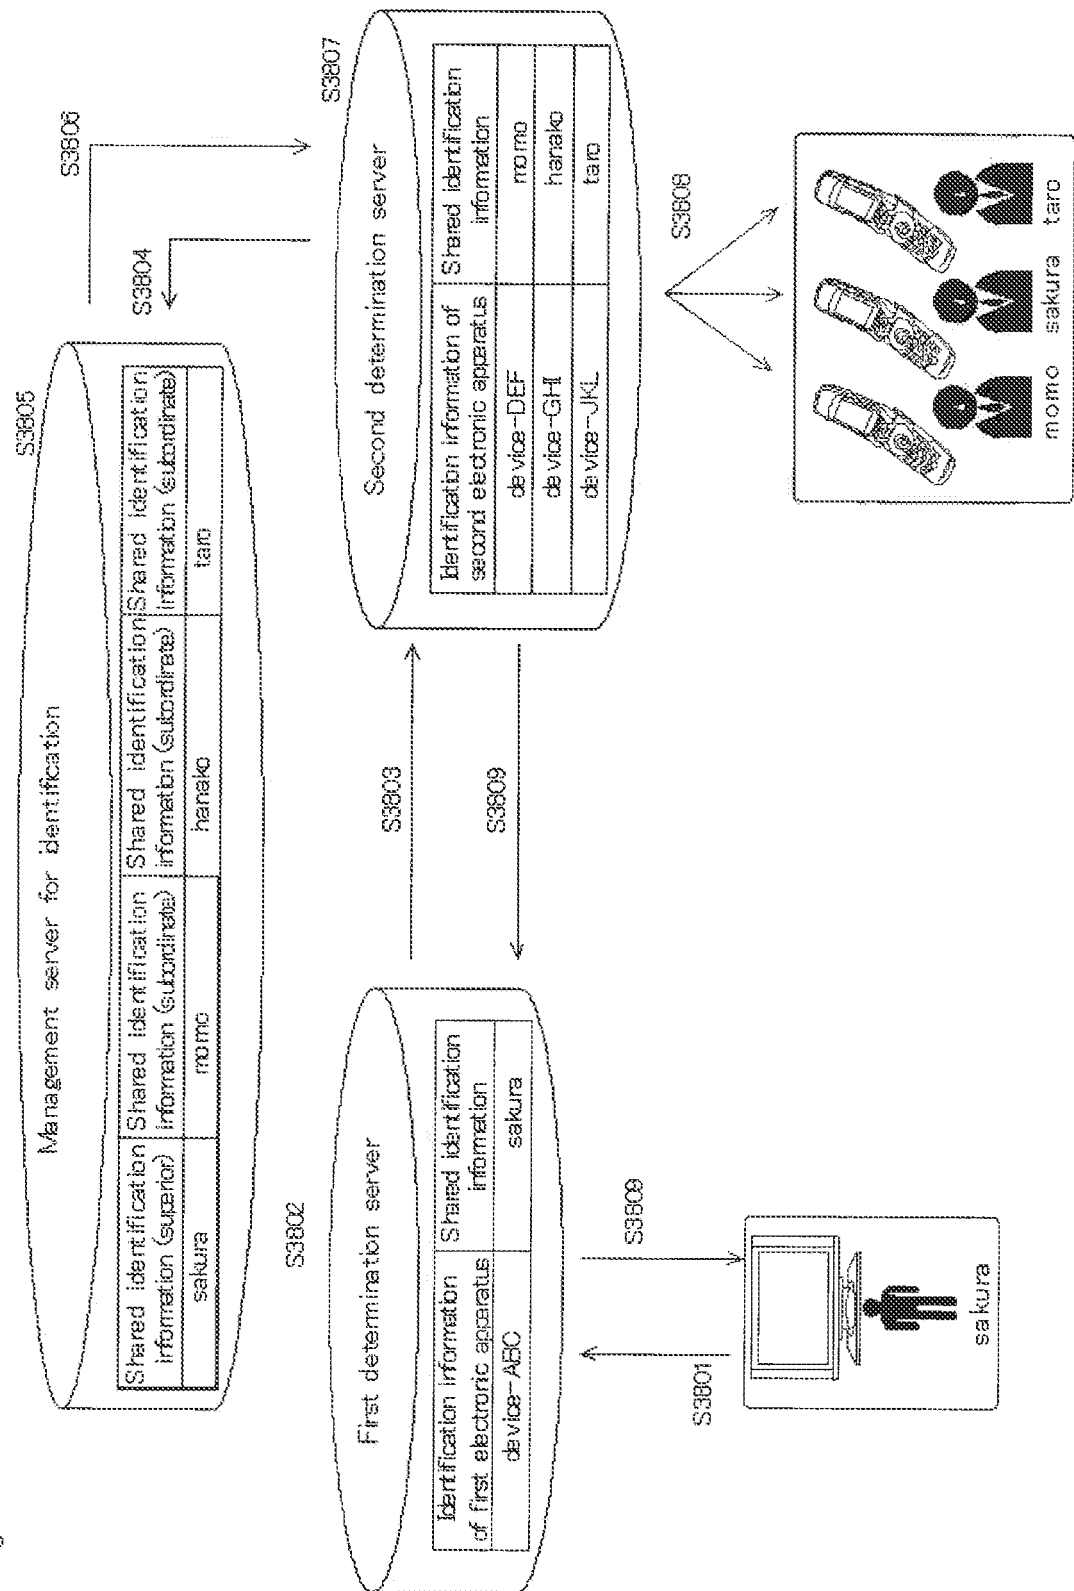 Management server for identification
S3805
Shared identification information (superior)
Shared identification information (subordinate)
Shared identification information (subordinate)
Shared identification information (subordinate)
sakura
momo
hanako
taro
S3804
S3806
S3802
First determination server
Identification information of first electronic apparatus
Shared identification information
device-ABC
sakura
S3803
S3809
S3807
Second determination server
Identification information of second electronic apparatus
Shared identification information
device-DEF
momo
device-GHI
hanako
device-JKL
taro
S3801
S3809
sakura
S3808
momo
sakura
taro